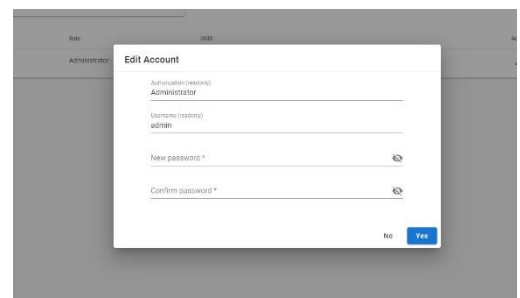 Role UUID
Administrator
Edit Account
Authorization (readonly)
Administrator
Username (readonly)
admin
New password *
Confirm password *
No Yes